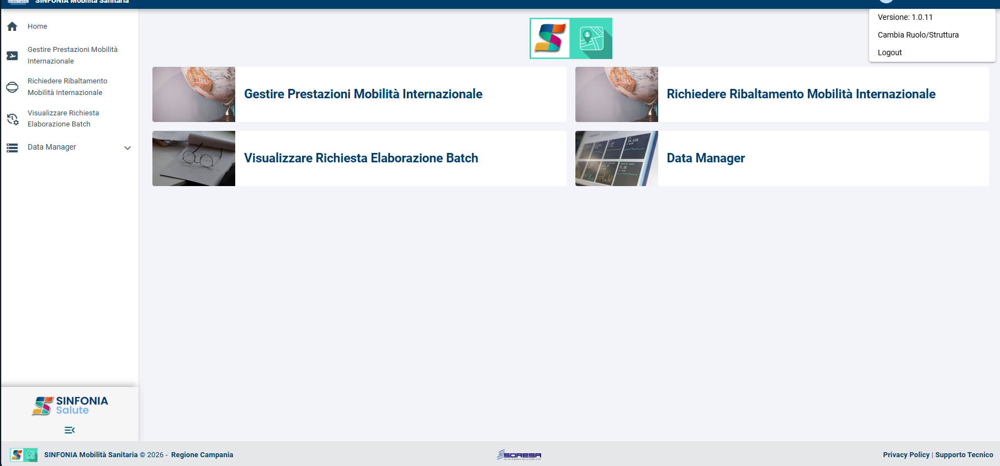 SINFONIA Mobilità Sanitaria
Versione: 1.0.11
Cambia Ruolo/Struttura
Logout
Home
Gestire Prestazioni Mobilità
Internazionale
Richiedere Ribaltamento
Mobilità Internazionale
Visualizzare Richiesta
Elaborazione Batch
Data Manager
Gestire Prestazioni Mobilità Internazionale
Richiedere Ribaltamento Mobilità Internazionale
Visualizzare Richiesta Elaborazione Batch
Data Manager
SINFONIA
Salute
SINFONIA Mobilità Sanitaria © 2026 - Regione Campania
SORESA
Privacy Policy | Supporto Tecnico